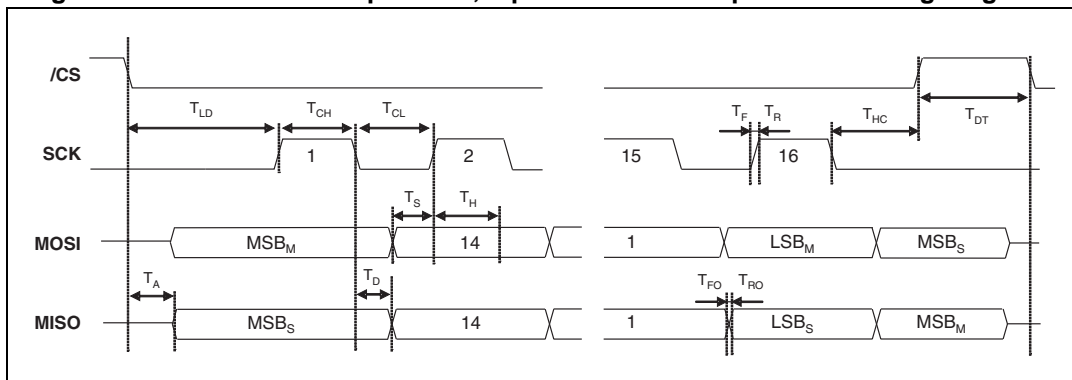 /CS
T_LD T_CH T_CL T_F T_R T_HC T_DT
SCK 1 2 15 16
T_S T_H
MOSI MSB_M 14 1 LSB_M MSB_S
T_A T_D T_FO T_RO
MISO MSB_S 14 1 LSB_S MSB_M